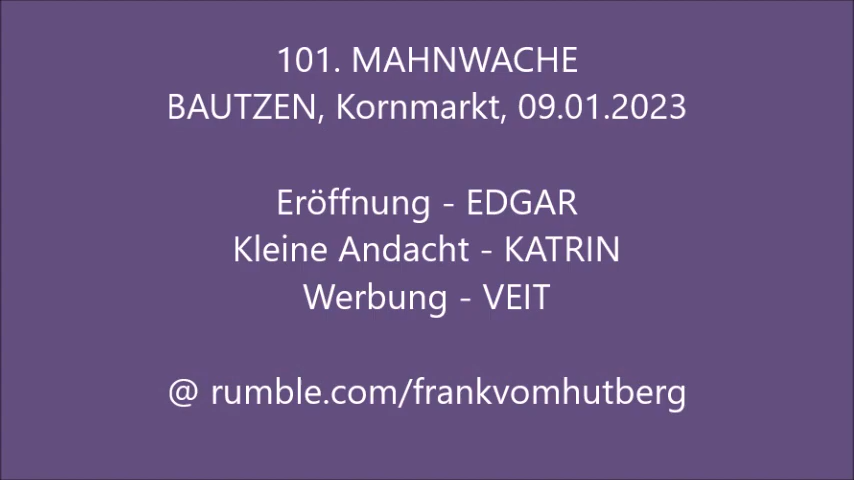 101. MAHNWACHE
BAUTZEN, Kornmarkt, 09.01.2023
Eröffnung - EDGAR
Kleine Andacht - KATRIN
Werbung - VEIT
@ rumble.com/frankvomhutberg